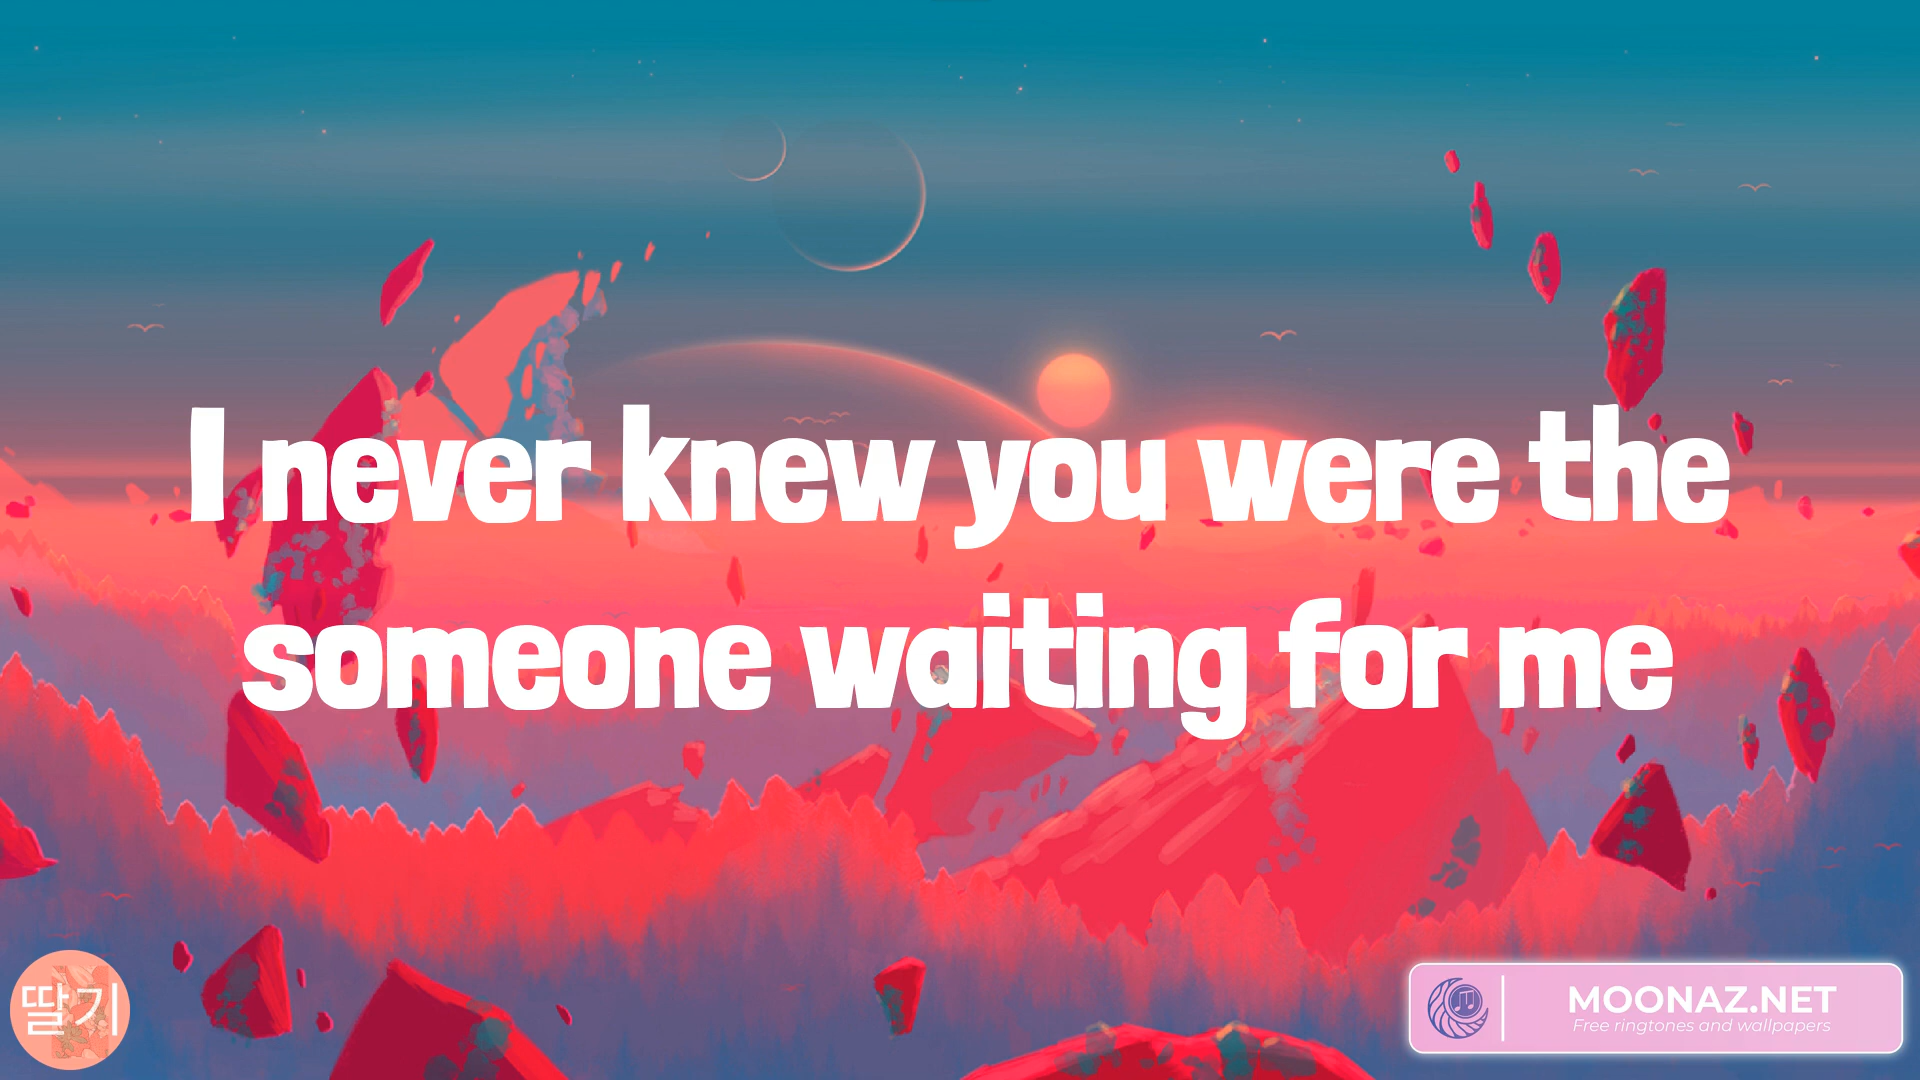 I never knew you were the
someone waiting for me
딸기
MOONAZ.NET
Free ringtones and wallpapers